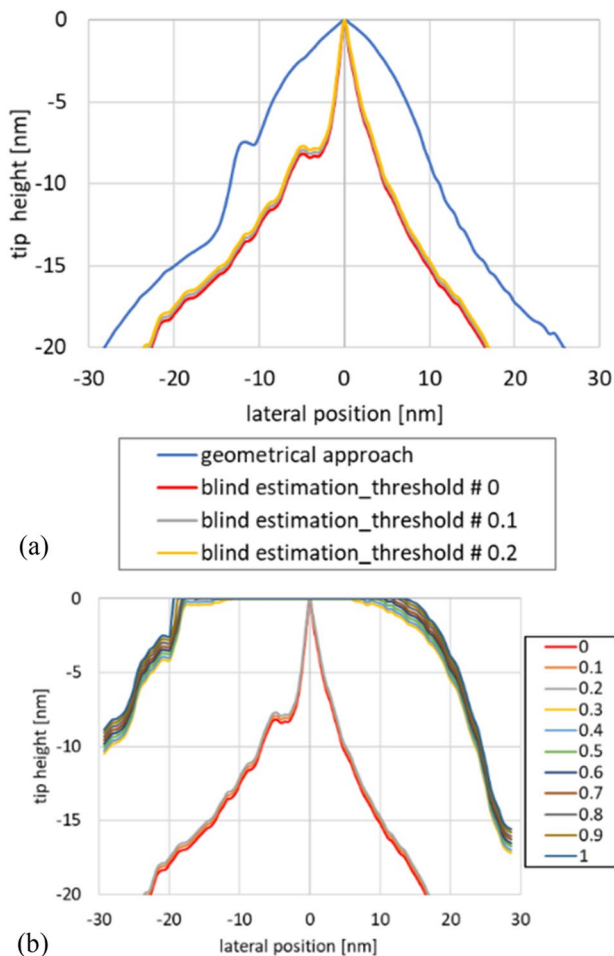 0
-5
-10
-15
-20
tip height [nm]
-30 -20 -10 0 10 20 30
lateral position [nm]
geometrical approach
blind estimation_threshold # 0
blind estimation_threshold # 0.1
blind estimation_threshold # 0.2
(a)
0
-5
-10
-15
-20
tip height [nm]
-30 -20 -10 0 10 20 30
lateral position [nm]
0
0.1
0.2
0.3
0.4
0.5
0.6
0.7
0.8
0.9
1
(b)